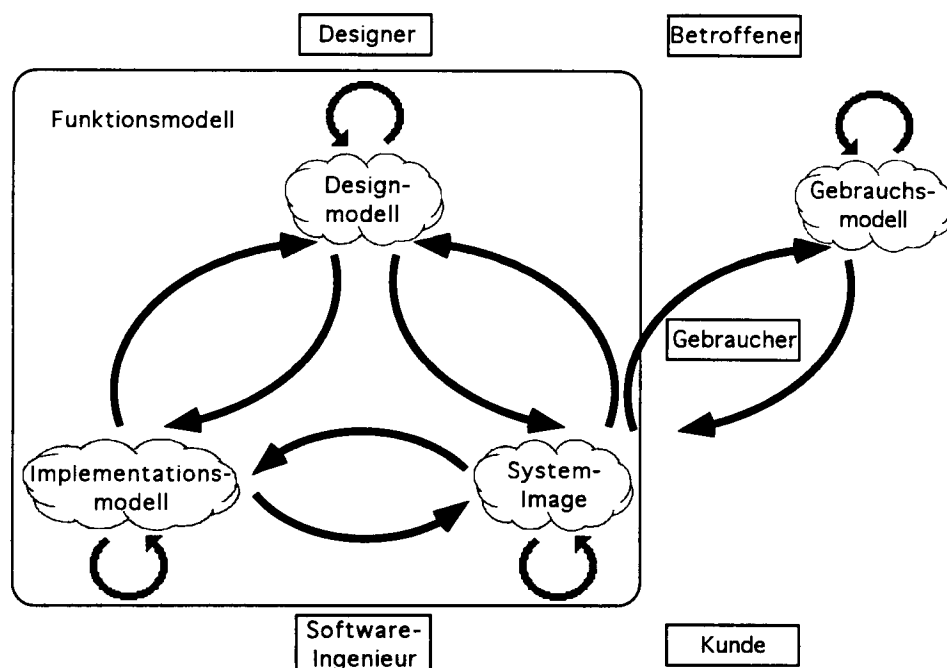 Designer
Betroffener
Funktionsmodell
Design-
modell
Gebrauchs-
modell
Gebraucher
Implementations-
modell
System-
Image
Software-
Ingenieur
Kunde